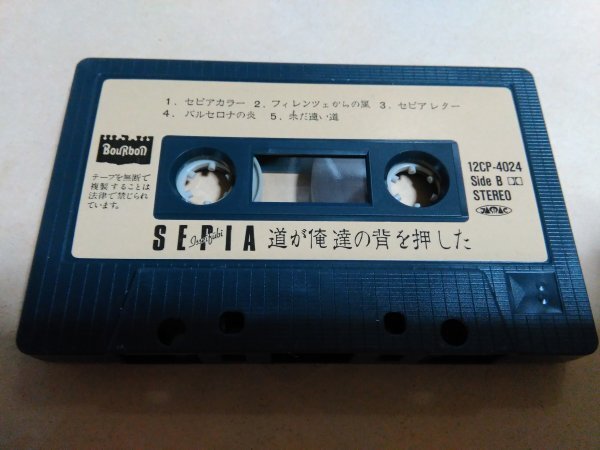 1. セピアカラー 2. フィレンツェからの風 3. セピアレター
4. バルセロナの炎 5. 未だ遠い道
BouRboN
テープを無断で
複製することは
法律で禁じられ
ています。
12CP-4024
Side B
STEREO
SEPIA
Isseifubi
道が俺達の背を押した